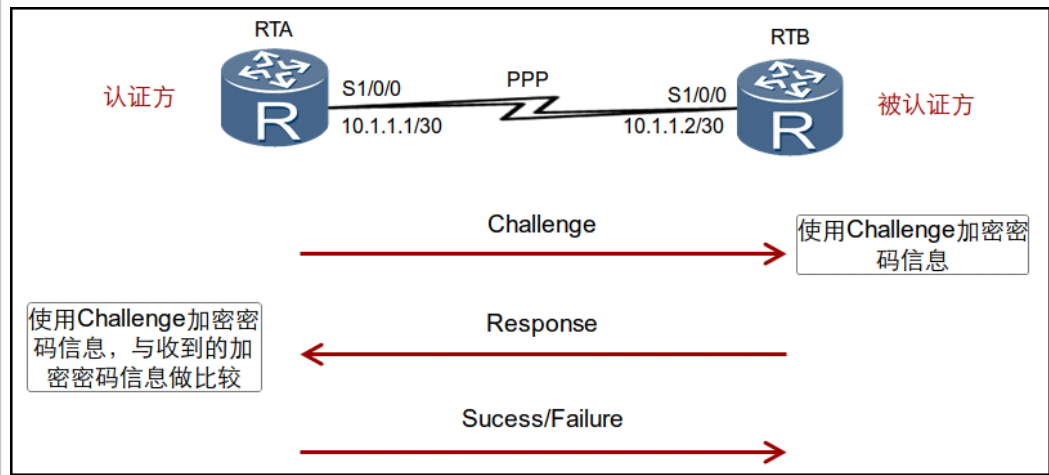 RTA
RTB
认证方
S1/0/0
PPP
S1/0/0
被认证方
10.1.1.1/30
10.1.1.2/30
R
R
Challenge
使用Challenge加密密
码信息
使用Challenge加密密
码信息，与收到的加
密密码信息做比较
Response
Sucess/Failure